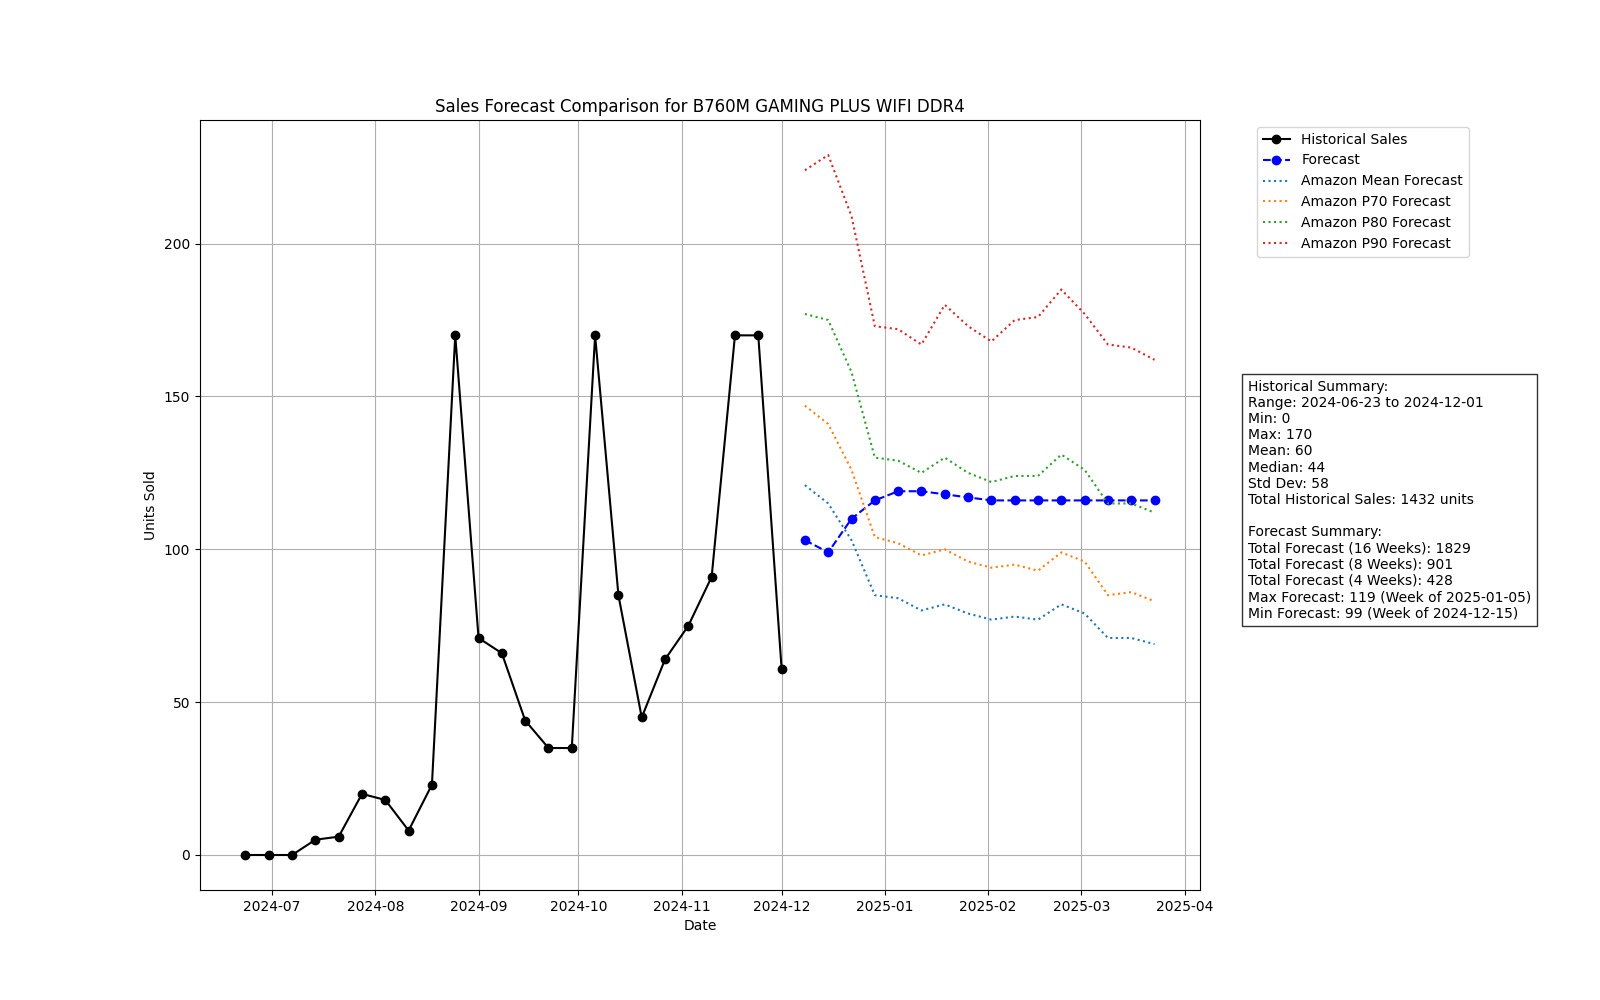 Sales Forecast Comparison for B760M GAMING PLUS WIFI DDR4
Units Sold
200
150
100
50
0
2024-07 2024-08 2024-09 2024-10 2024-11 2024-12 2025-01 2025-02 2025-03 2025-04
Date
Historical Sales
Forecast
Amazon Mean Forecast
Amazon P70 Forecast
Amazon P80 Forecast
Amazon P90 Forecast
Historical Summary:
Range: 2024-06-23 to 2024-12-01
Min: 0
Max: 170
Mean: 60
Median: 44
Std Dev: 58
Total Historical Sales: 1432 units
Forecast Summary:
Total Forecast (16 Weeks): 1829
Total Forecast (8 Weeks): 901
Total Forecast (4 Weeks): 428
Max Forecast: 119 (Week of 2025-01-05)
Min Forecast: 99 (Week of 2024-12-15)